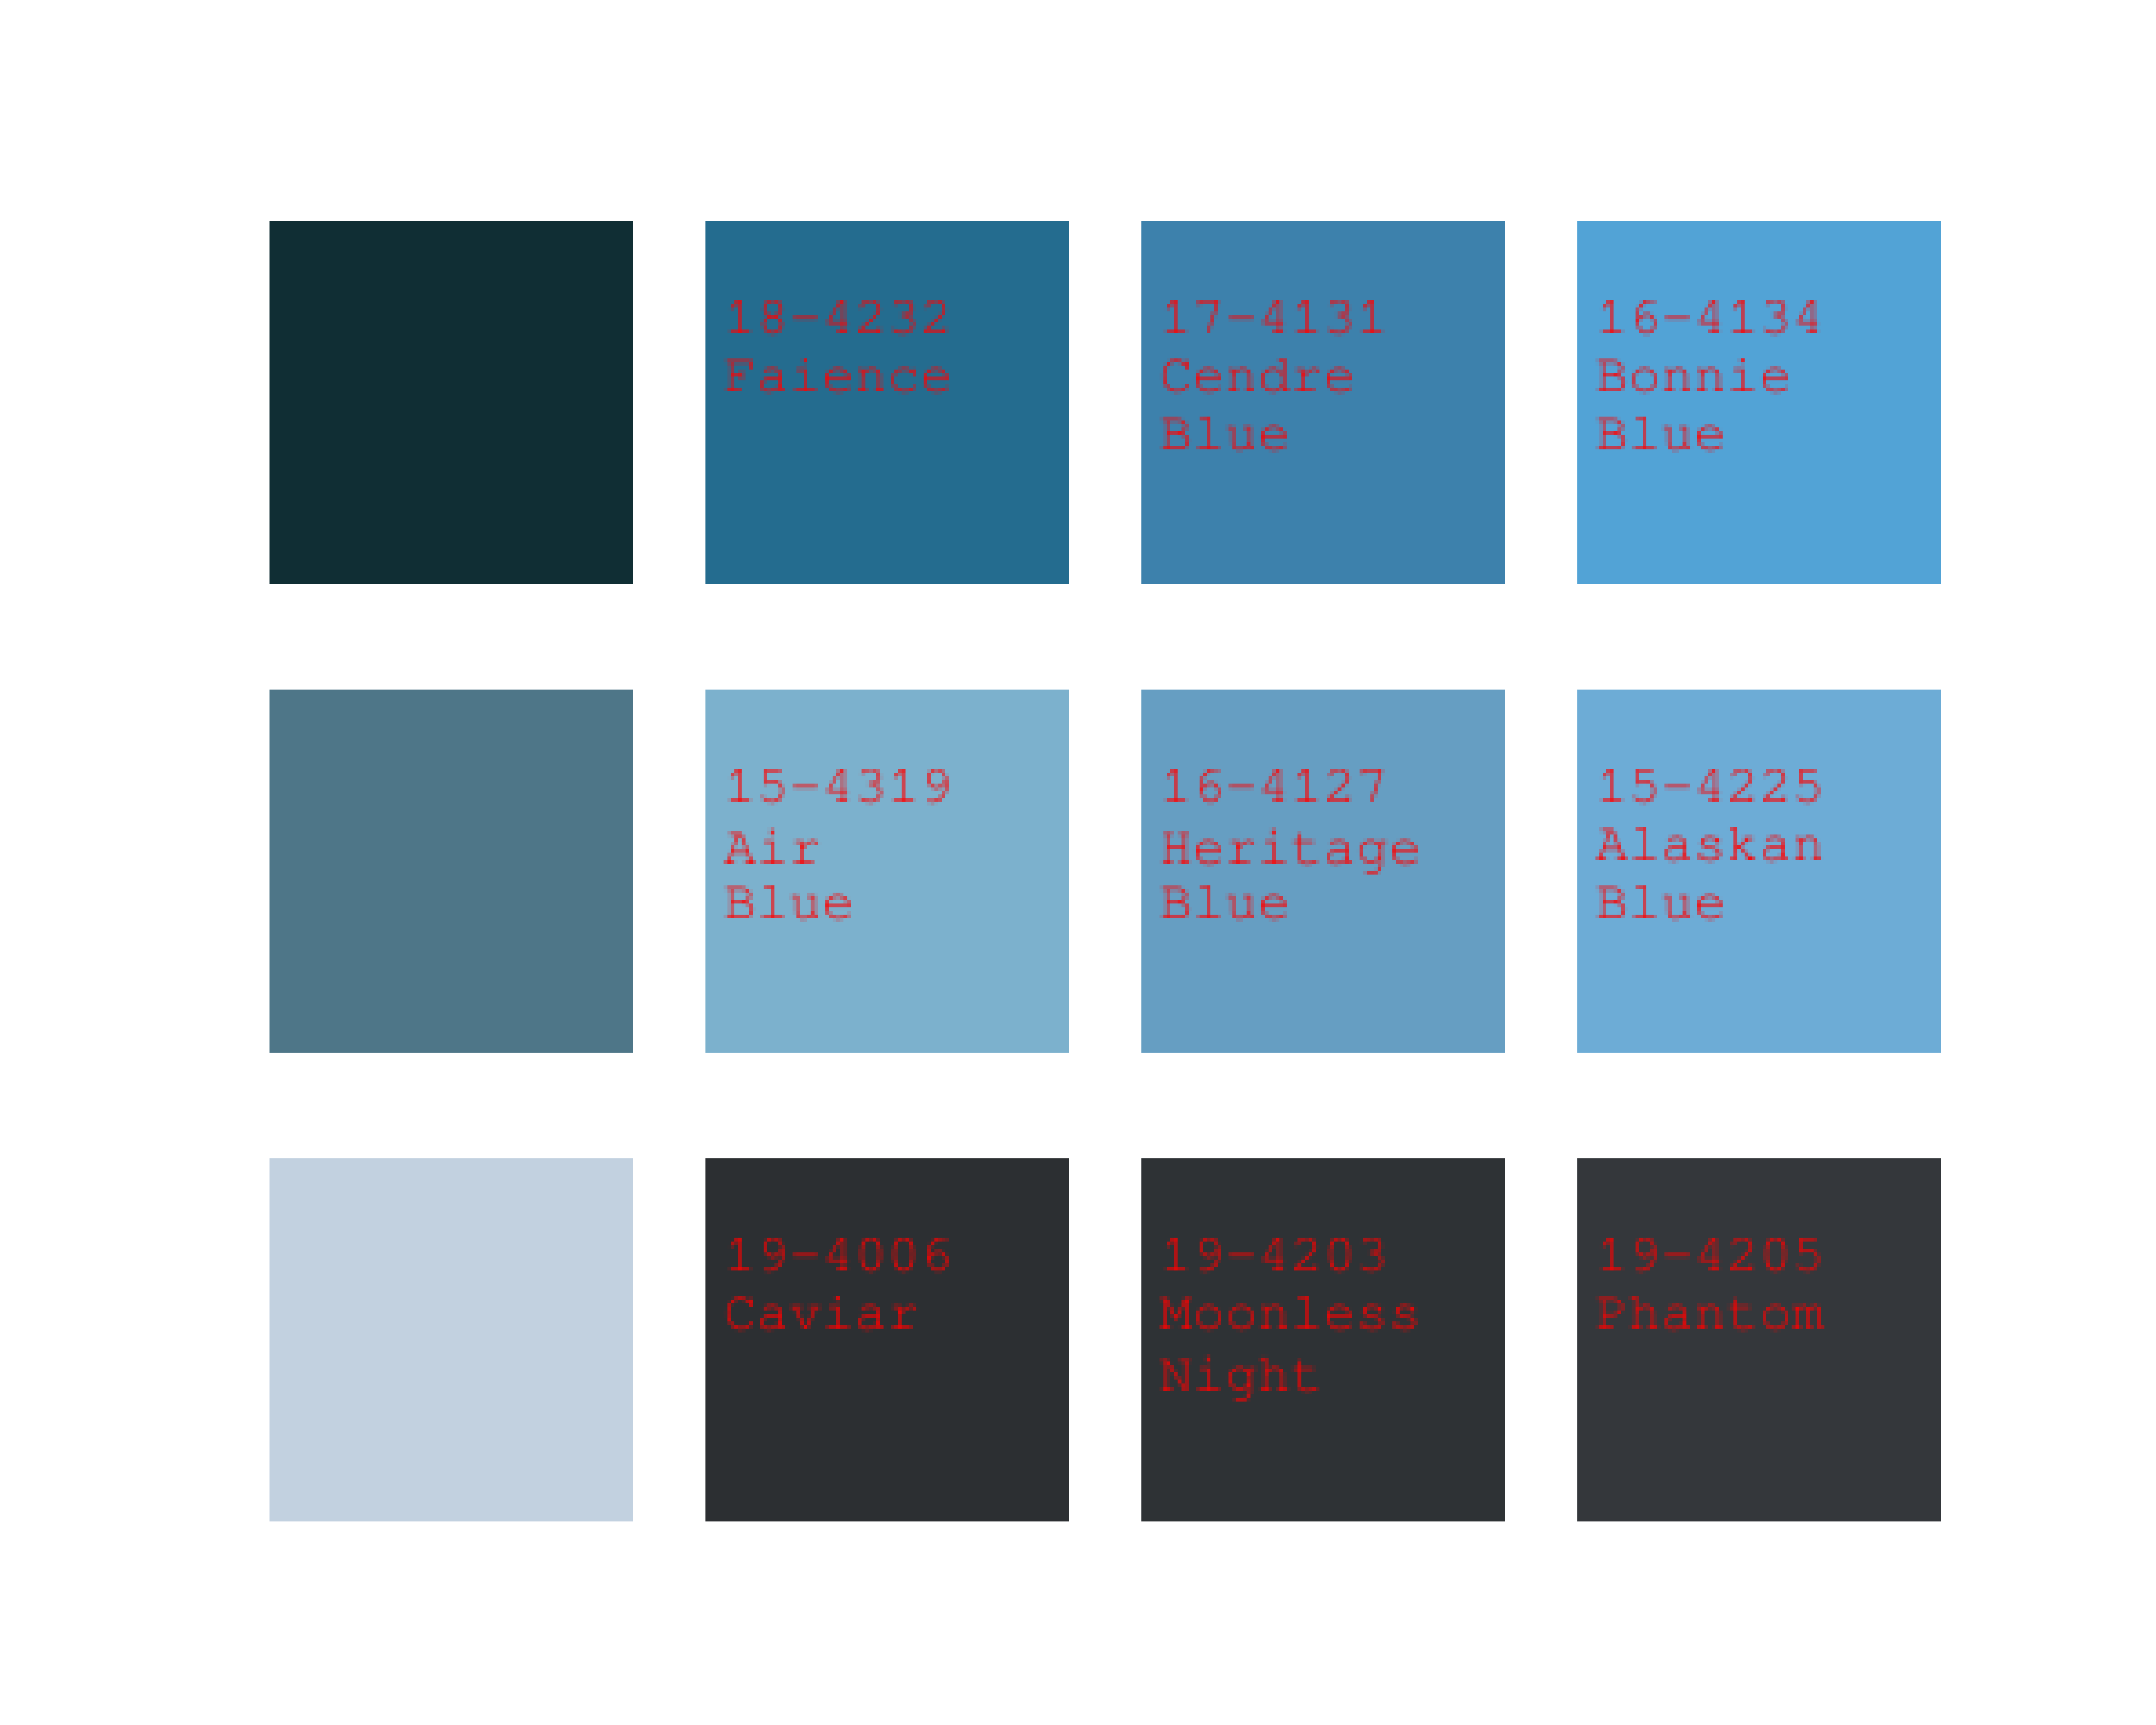 18-4232
Faience
17-4131
Cendre
Blue
16-4134
Bonnie
Blue
15-4319
Air
Blue
16-4127
Heritage
Blue
15-4225
Alaskan
Blue
19-4006
Caviar
19-4203
Moonless
Night
19-4205
Phantom